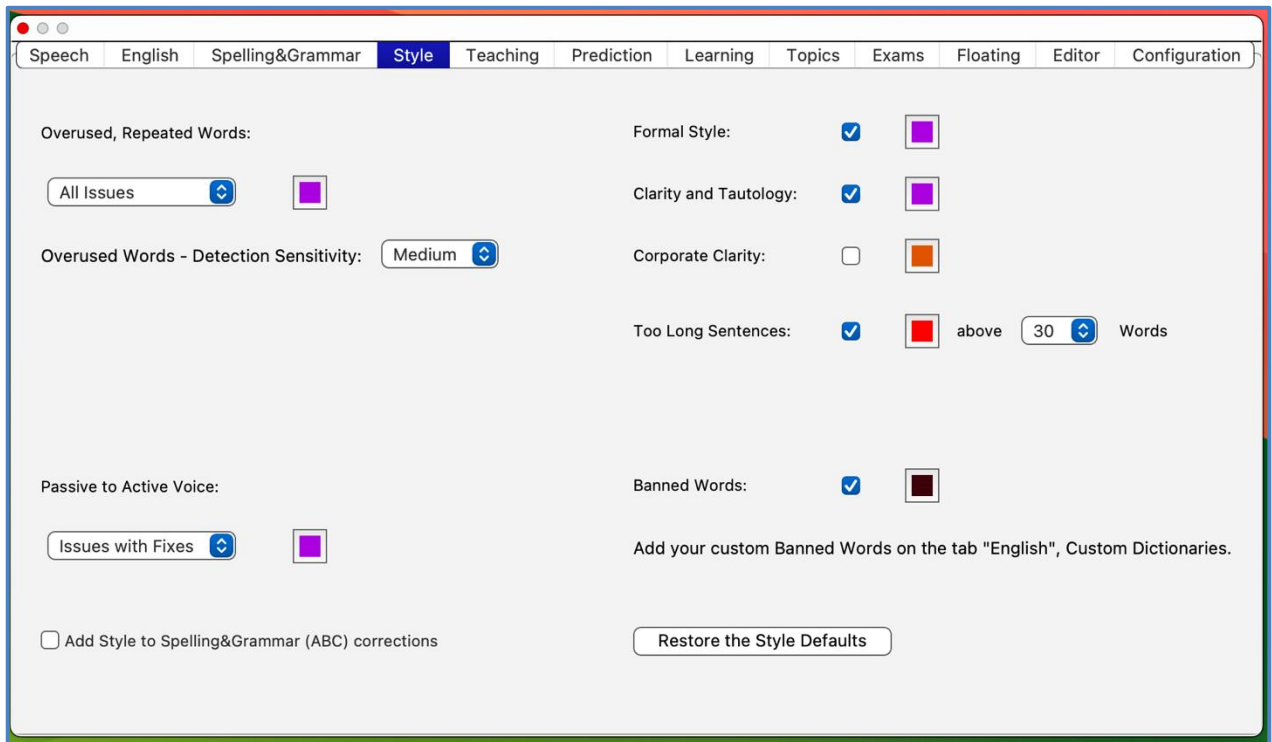 Speech English Spelling&Grammar Style Teaching Prediction Learning Topics Exams Floating Editor Configuration
Overused, Repeated Words:
All Issues
Overused Words - Detection Sensitivity: Medium
Passive to Active Voice:
Issues with Fixes
Add Style to Spelling&Grammar (ABC) corrections
Formal Style:
Clarity and Tautology:
Corporate Clarity:
Too Long Sentences: above 30 Words
Banned Words:
Add your custom Banned Words on the tab "English", Custom Dictionaries.
Restore the Style Defaults